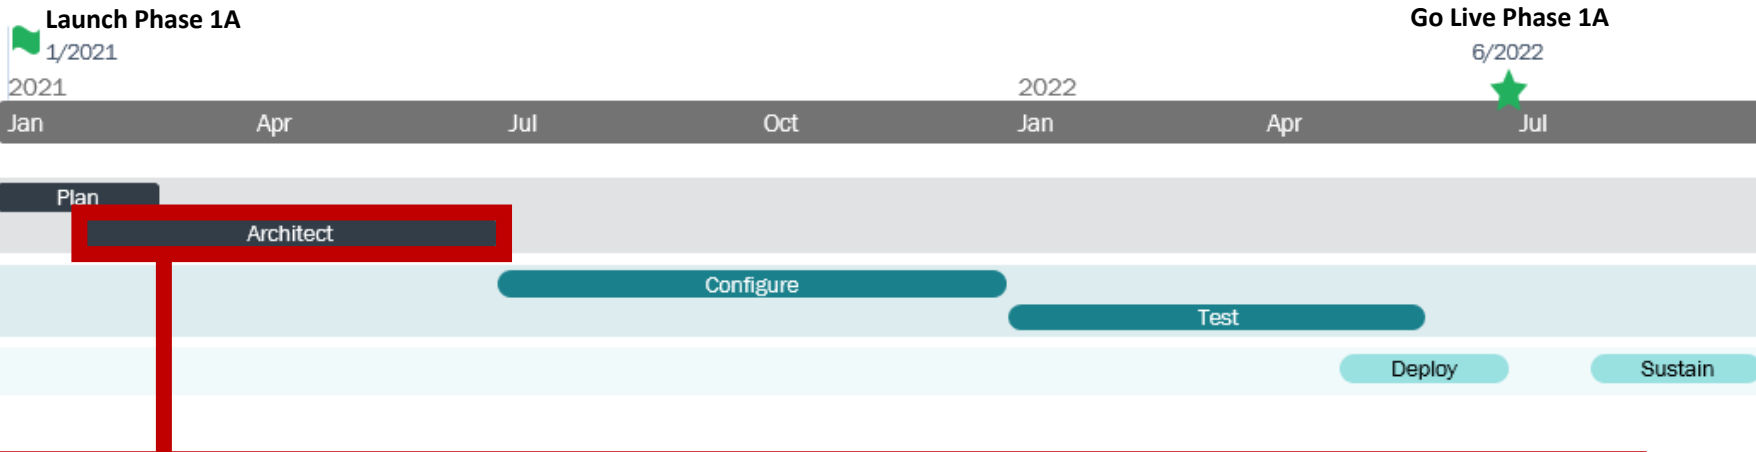 Launch Phase 1A
Go Live Phase 1A
1/2021
6/2022
2021
2022
Jan Apr Jul Oct Jan Apr Jul
Plan
Architect
Configure
Test
Deploy Sustain